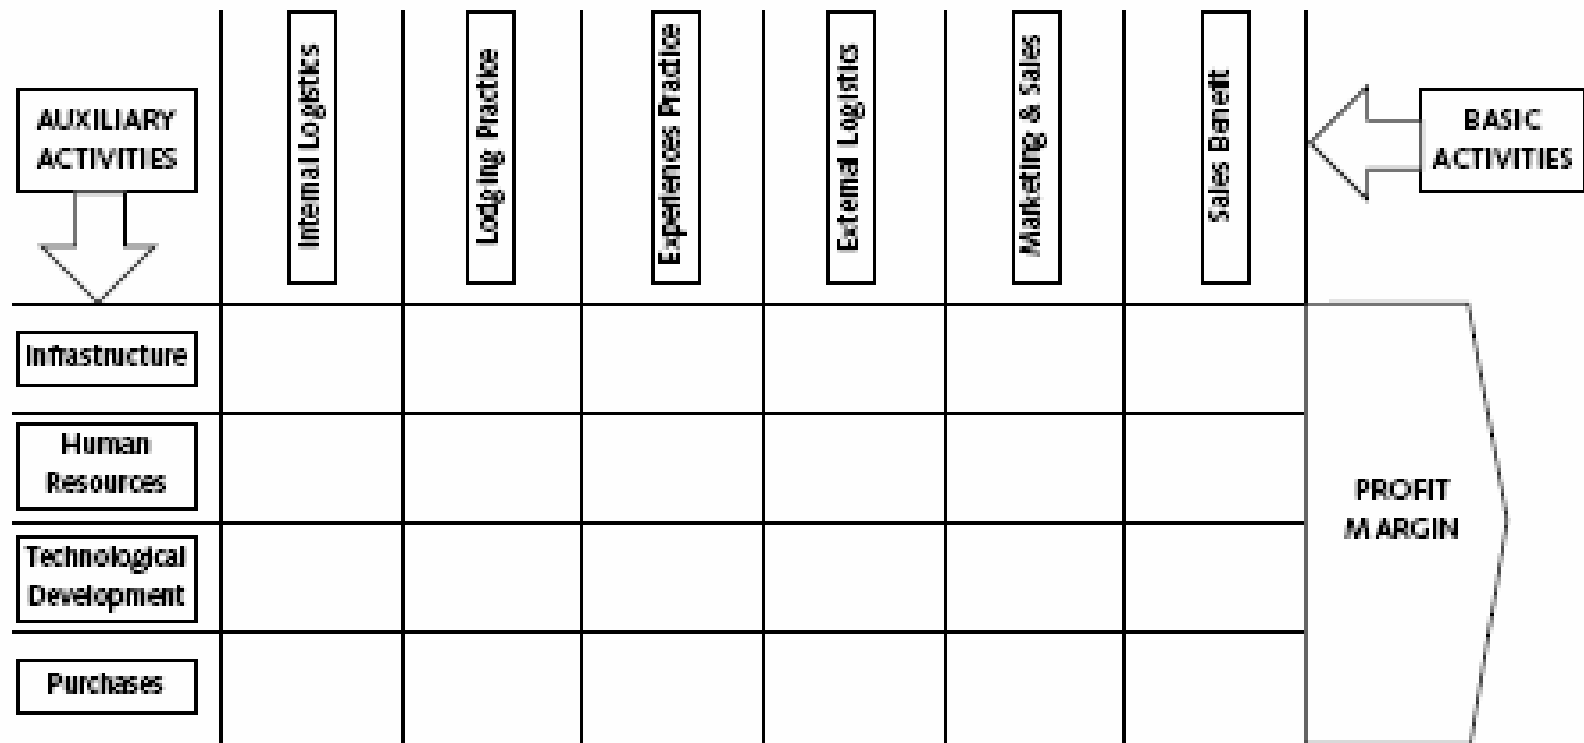 Internal Logistics
Lodging Practice
Experiences Practice
External Logistics
Marketing & Sales
Sales Benefit
AUXILIARY
ACTIVITIES
BASIC
ACTIVITIES
Infrastructure
Human
Resources
Technological
Development
Purchases
PROFIT
MARGIN